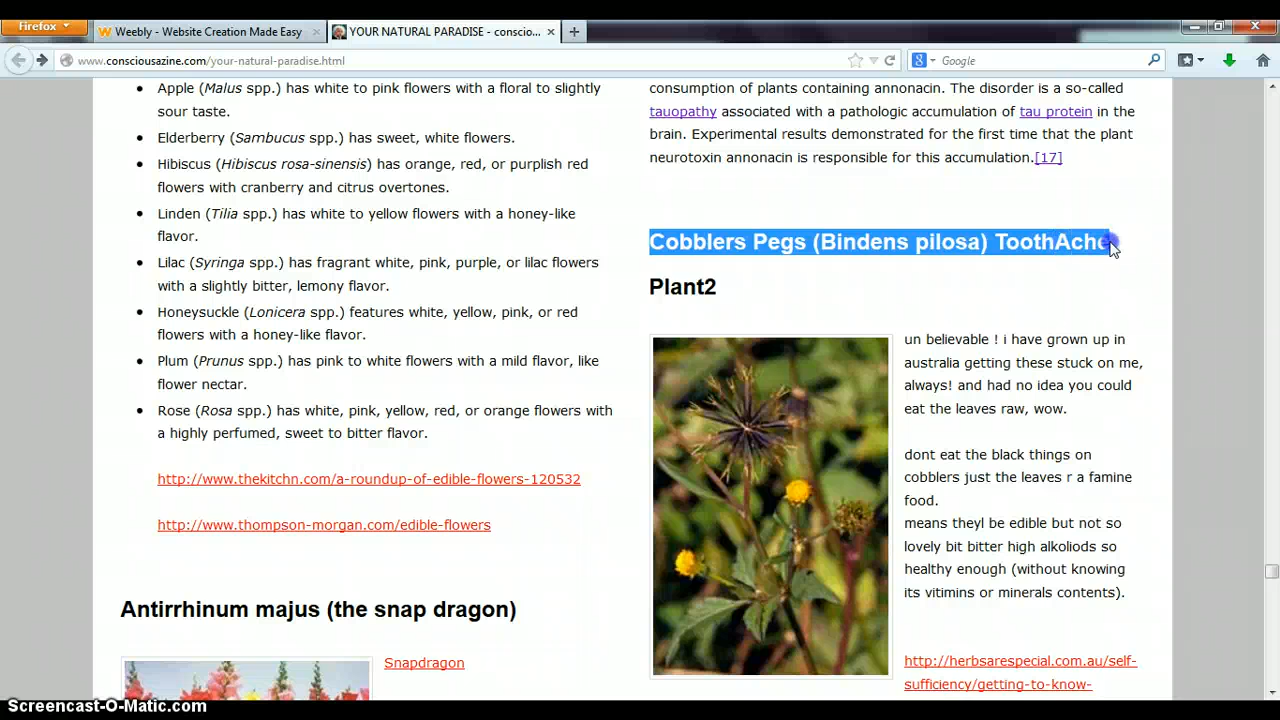 Firefox
Weebly - Website Creation Made Easy
YOUR NATURAL PARADISE - conscio...
www.consciousazine.com/your-natural-paradise.html
Google
Apple (Malus spp.) has white to pink flowers with a floral to slightly
sour taste.
Elderberry (Sambucus spp.) has sweet, white flowers.
Hibiscus (Hibiscus rosa-sinensis) has orange, red, or purplish red
flowers with cranberry and citrus overtones.
Linden (Tilia spp.) has white to yellow flowers with a honey-like
flavor.
Lilac (Syringa spp.) has fragrant white, pink, purple, or lilac flowers
with a slightly bitter, lemony flavor.
Honeysuckle (Lonicera spp.) features white, yellow, pink, or red
flowers with a honey-like flavor.
Plum (Prunus spp.) has pink to white flowers with a mild flavor, like
flower nectar.
Rose (Rosa spp.) has white, pink, yellow, red, or orange flowers with
a highly perfumed, sweet to bitter flavor.
http://www.thekitchn.com/a-roundup-of-edible-flowers-120532
http://www.thompson-morgan.com/edible-flowers
Antirrhinum majus (the snap dragon)
Snapdragon
consumption of plants containing annonacin. The disorder is a so-called
tauopathy associated with a pathologic accumulation of tau protein in the
brain. Experimental results demonstrated for the first time that the plant
neurotoxin annonacin is responsible for this accumulation.[17]
Cobblers Pegs (Bindens pilosa) ToothAche
Plant2
un believable ! i have grown up in
australia getting these stuck on me,
always! and had no idea you could
eat the leaves raw, wow.
dont eat the black things on
cobblers just the leaves r a famine
food.
means theyl be edible but not so
lovely bit bitter high alkoliods so
healthy enough (without knowing
its vitimins or minerals contents).
http://herbsarespecial.com.au/self-
sufficiency/getting-to-know-
Screencast-O-Matic.com